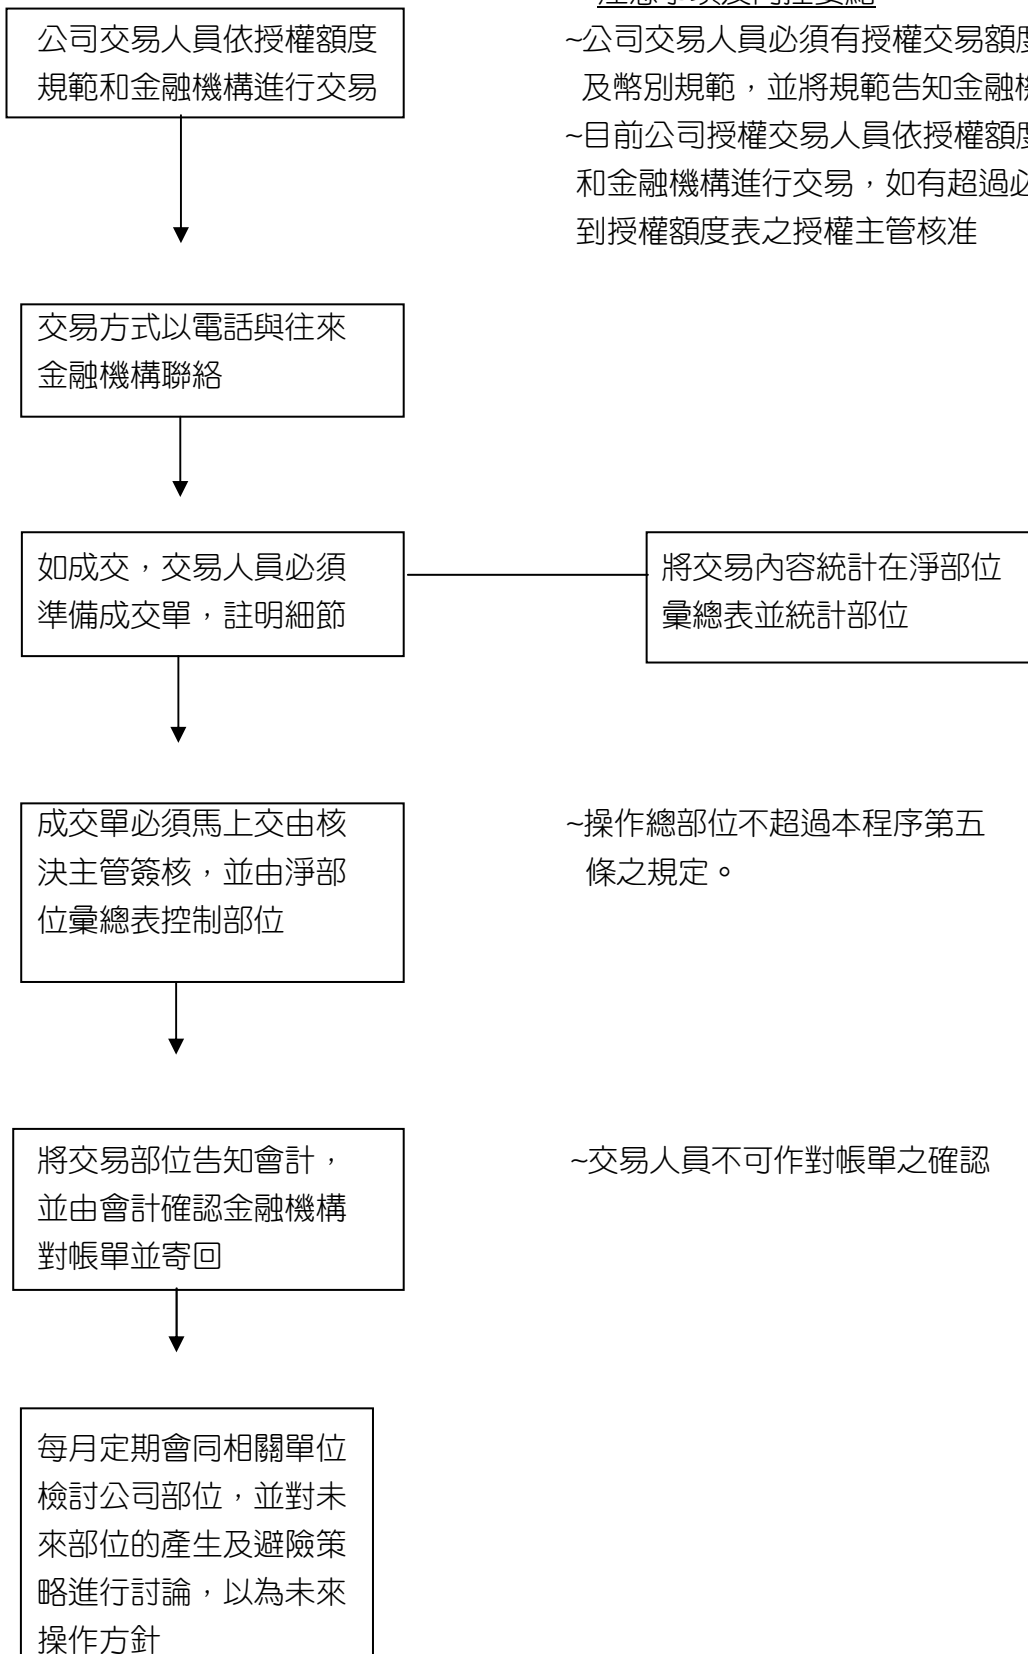 公司交易人員依授權額度
規範和金融機構進行交易
~公司交易人員必須有授權交易額度
及幣別規範，並將規範告知金融機
~目前公司授權交易人員依授權額度
和金融機構進行交易，如有超過必
到授權額度表之授權主管核准
交易方式以電話與往來
金融機構聯絡
如成交，交易人員必須
準備成交單，註明細節
將交易內容統計在淨部位
彙總表並統計部位
成交單必須馬上交由核
決主管簽核，並由淨部
位彙總表控制部位
~操作總部位不超過本程序第五
條之規定。
將交易部位告知會計，
並由會計確認金融機構
對帳單並寄回
~交易人員不可作對帳單之確認
每月定期會同相關單位
檢討公司部位，並對未
來部位的產生及避險策
略進行討論，以為未來
操作方針